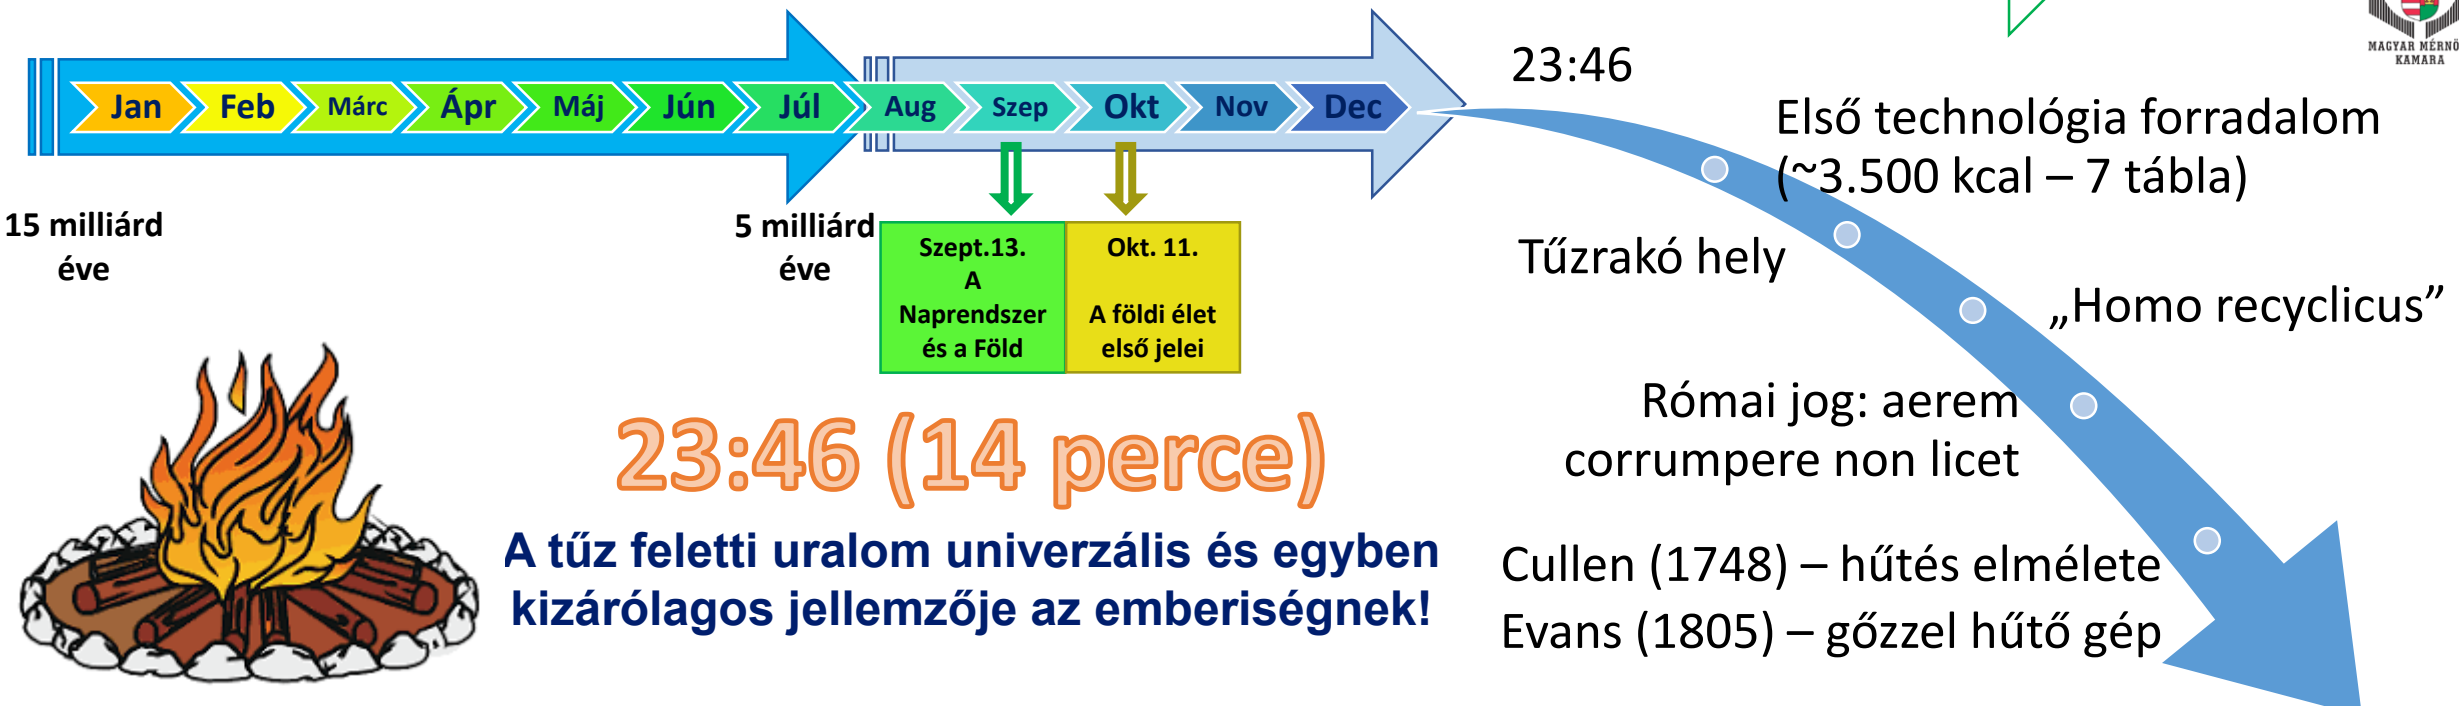 MAGYAR MÉRNÖ
KAMARA
Jan
Feb
Márc
Ápr
Máj
Jún
Júl
Aug
Szep
Okt
Nov
Dec
15 milliárd
éve
5 milliárd
éve
Szept.13.
A
Naprendszer
és a Föld
Okt. 11.
A földi élet
első jelei
23:46 (14 perce)
A tűz feletti uralom univerzális és egyben
kizárólagos jellemzője az emberiségnek!
23:46
Első technológia forradalom
(~3.500 kcal – 7 tábla)
Tűzrakó hely
„Homo recyclicus”
Római jog: aerem
corrumpere non licet
Cullen (1748) – hűtés elmélete
Evans (1805) – gőzzel hűtő gép